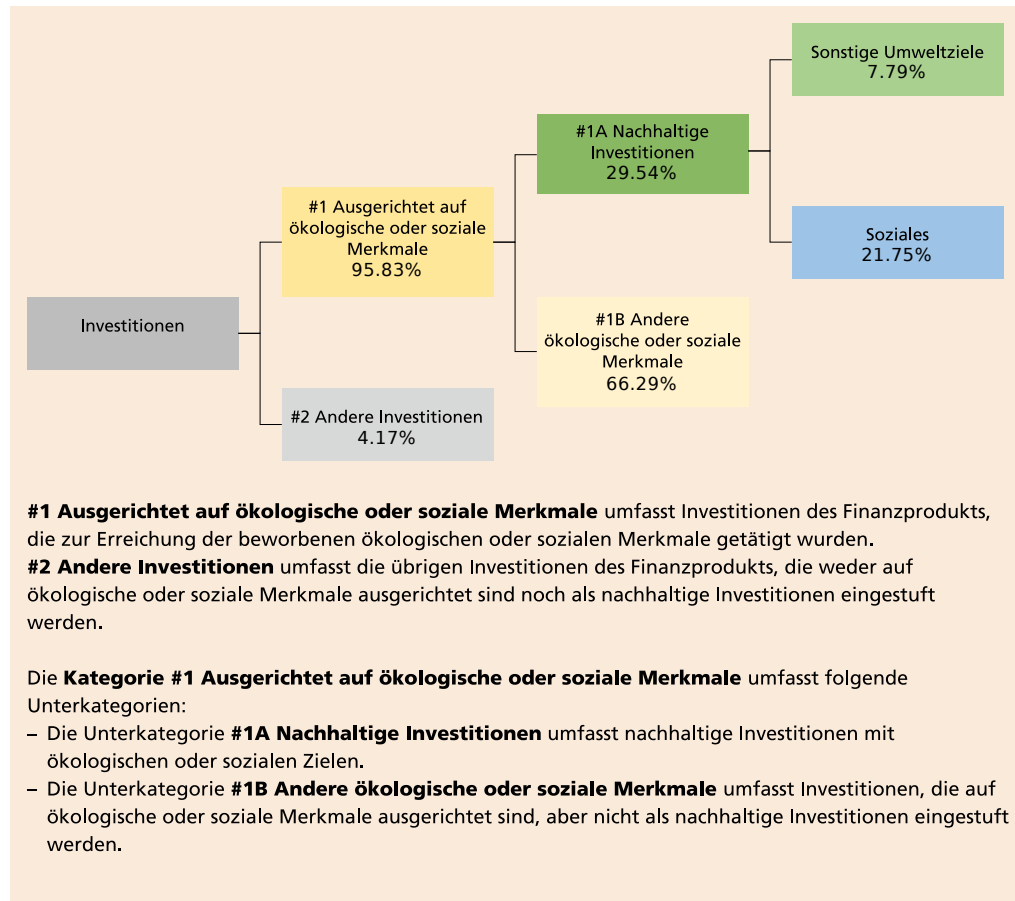 Sonstige Umweltziele
7.79%
#1A Nachhaltige
Investitionen
29.54%
#1 Ausgerichtet auf
ökologische oder soziale
Merkmale
95.83%
Soziales
21.75%
Investitionen
#1B Andere
ökologische oder soziale
Merkmale
66.29%
#2 Andere Investitionen
4.17%
#1 Ausgerichtet auf ökologische oder soziale Merkmale umfasst Investitionen des Finanzprodukts,
die zur Erreichung der beworbenen ökologischen oder sozialen Merkmale getätigt wurden.
#2 Andere Investitionen umfasst die übrigen Investitionen des Finanzprodukts, die weder auf
ökologische oder soziale Merkmale ausgerichtet sind noch als nachhaltige Investitionen eingestuft
werden.
Die Kategorie #1 Ausgerichtet auf ökologische oder soziale Merkmale umfasst folgende
Unterkategorien:
– Die Unterkategorie #1A Nachhaltige Investitionen umfasst nachhaltige Investitionen mit
ökologischen oder sozialen Zielen.
– Die Unterkategorie #1B Andere ökologische oder soziale Merkmale umfasst Investitionen, die auf
ökologische oder soziale Merkmale ausgerichtet sind, aber nicht als nachhaltige Investitionen eingestuft
werden.